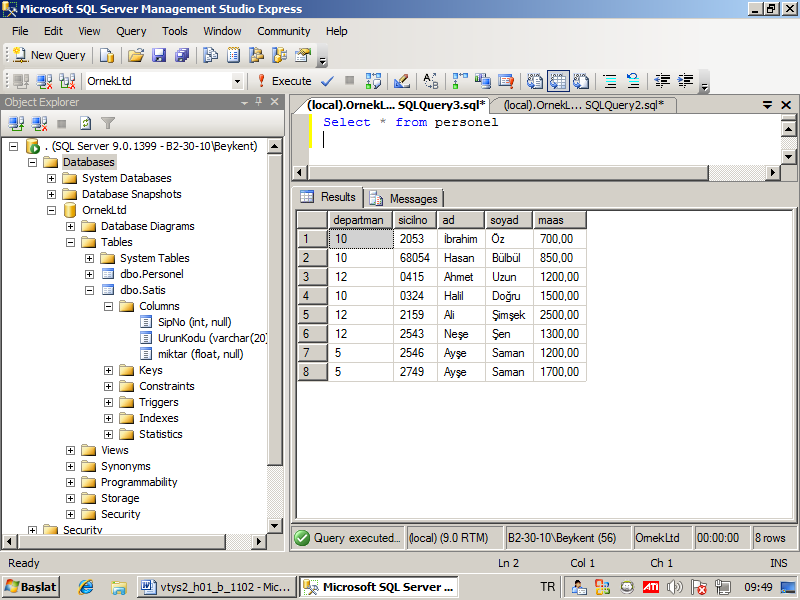 Microsoft SQL Server Management Studio Express
File Edit View Query Tools Window Community Help
New Query
OrnekLtd Execute
Object Explorer
(local).OrnekL... SQLQuery3.sql* (local).OrnekL... SQLQuery2.sql*
Select * from personel
. (SQL Server 9.0.1399 - B2-30-10\Beykent)
Databases
System Databases
Database Snapshots
OrnekLtd
Database Diagrams
Tables
System Tables
dbo.Personel
dbo.Satis
Columns
SipNo (int, null)
UrunKodu (varchar(20)
miktar (float, null)
Keys
Constraints
Triggers
Indexes
Statistics
Views
Synonyms
Programmability
Storage
Security
Security
Results Messages
departman sicilno ad soyad maas
1 10 2053 İbrahim Öz 700,00
2 10 68054 Hasan Bülbül 850,00
3 12 0415 Ahmet Uzun 1200,00
4 10 0324 Halil Doğru 1500,00
5 12 2159 Ali Şimşek 2500,00
6 12 2543 Neşe Şen 1300,00
7 5 2546 Ayşe Saman 1200,00
8 5 2749 Ayşe Saman 1700,00
Query executed... (local) (9.0 RTM) B2-30-10\Beykent (56) OrnekLtd 00:00:00 8 rows
Ready Ln 2 Col 1 Ch 1 INS
Başlat vtys2_h01_b_1102 - Mic... Microsoft SQL Server ... TR ATI 09:49